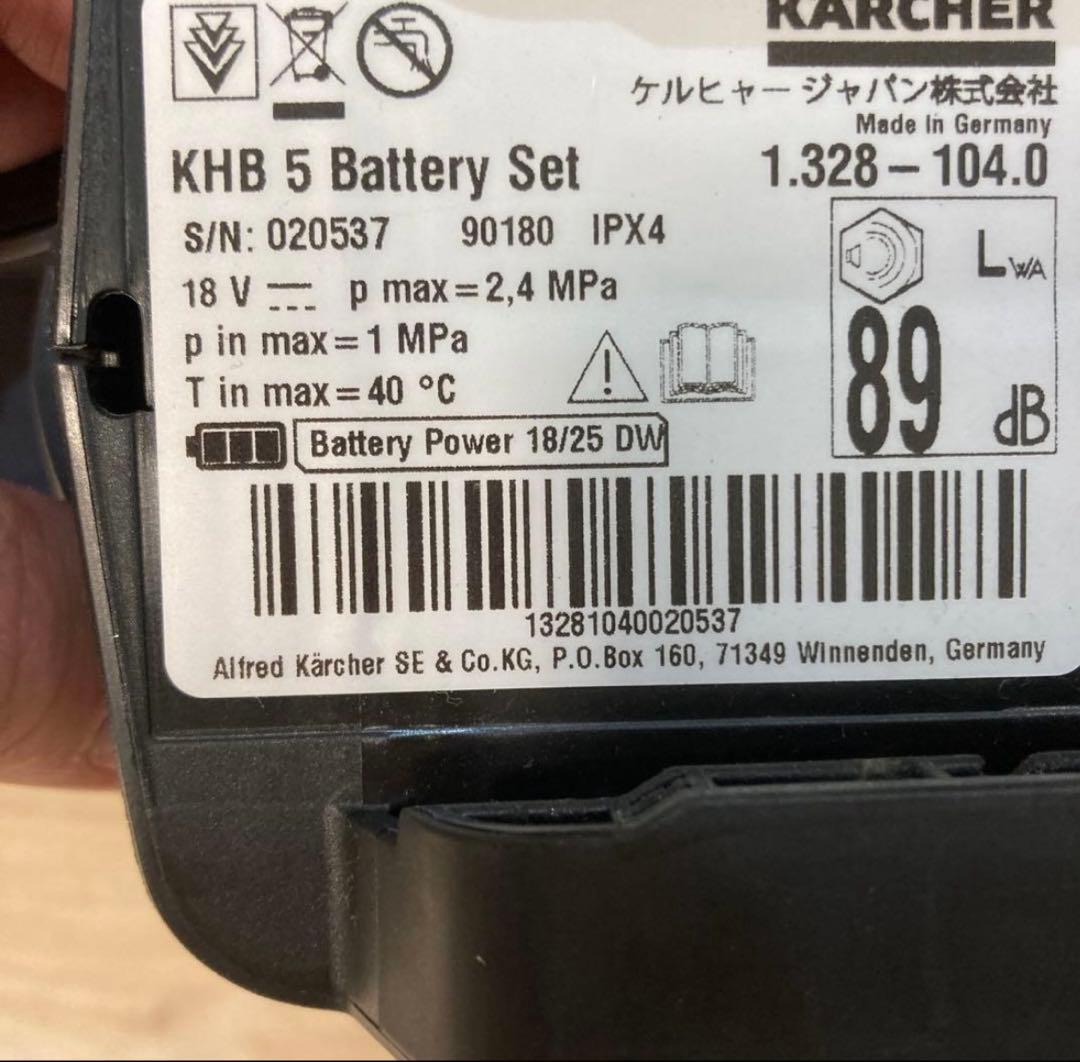 KÄRCHER
ケルヒャー ジャパン株式会社
Made in Germany
KHB 5 Battery Set 1.328-104.0
S/N: 020537 90180 IPX4
18 V p max=2,4 MPa
p in max=1 MPa
T in max=40 °C
LWA
89
dB
Battery Power 18/25 DW
13281040020537
Alfred Kärcher SE & Co.KG, P.O.Box 160, 71349 Winnenden, Germany